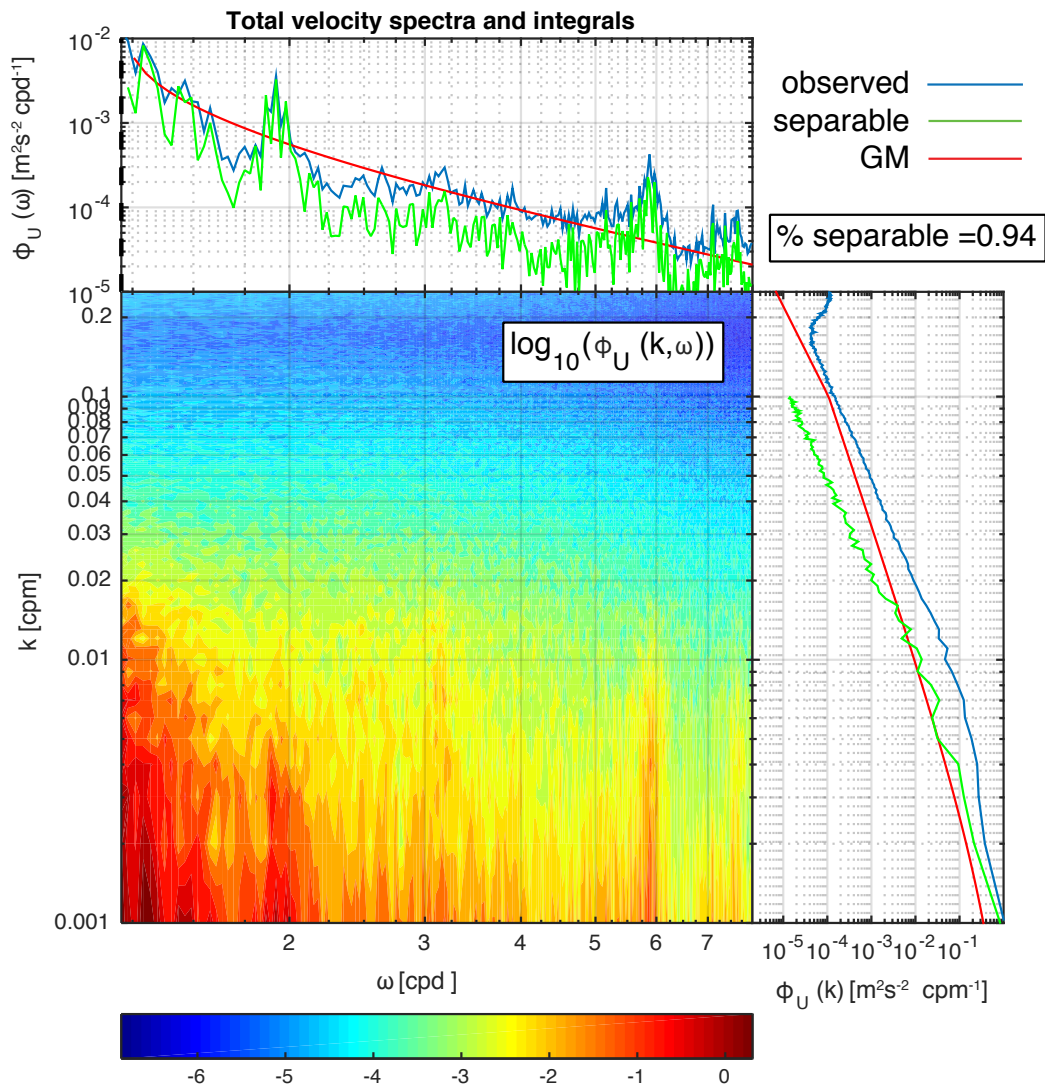 Total velocity spectra and integrals
10⁻²
10⁻³
10⁻⁴
10⁻⁵
ϕ_U (ω) [m²s⁻² cpd⁻¹]
observed
separable
GM
% separable =0.94
log₁₀(ϕ_U (k,ω))
0.2
0.1
0.09
0.08
0.07
0.06
0.05
0.04
0.03
0.02
0.01
0.001
k [cpm]
2 3 4 5 6 7
ω [cpd ]
10⁻⁵ 10⁻⁴ 10⁻³ 10⁻² 10⁻¹
ϕ_U (k) [m²s⁻² cpm⁻¹]
-6 -5 -4 -3 -2 -1 0